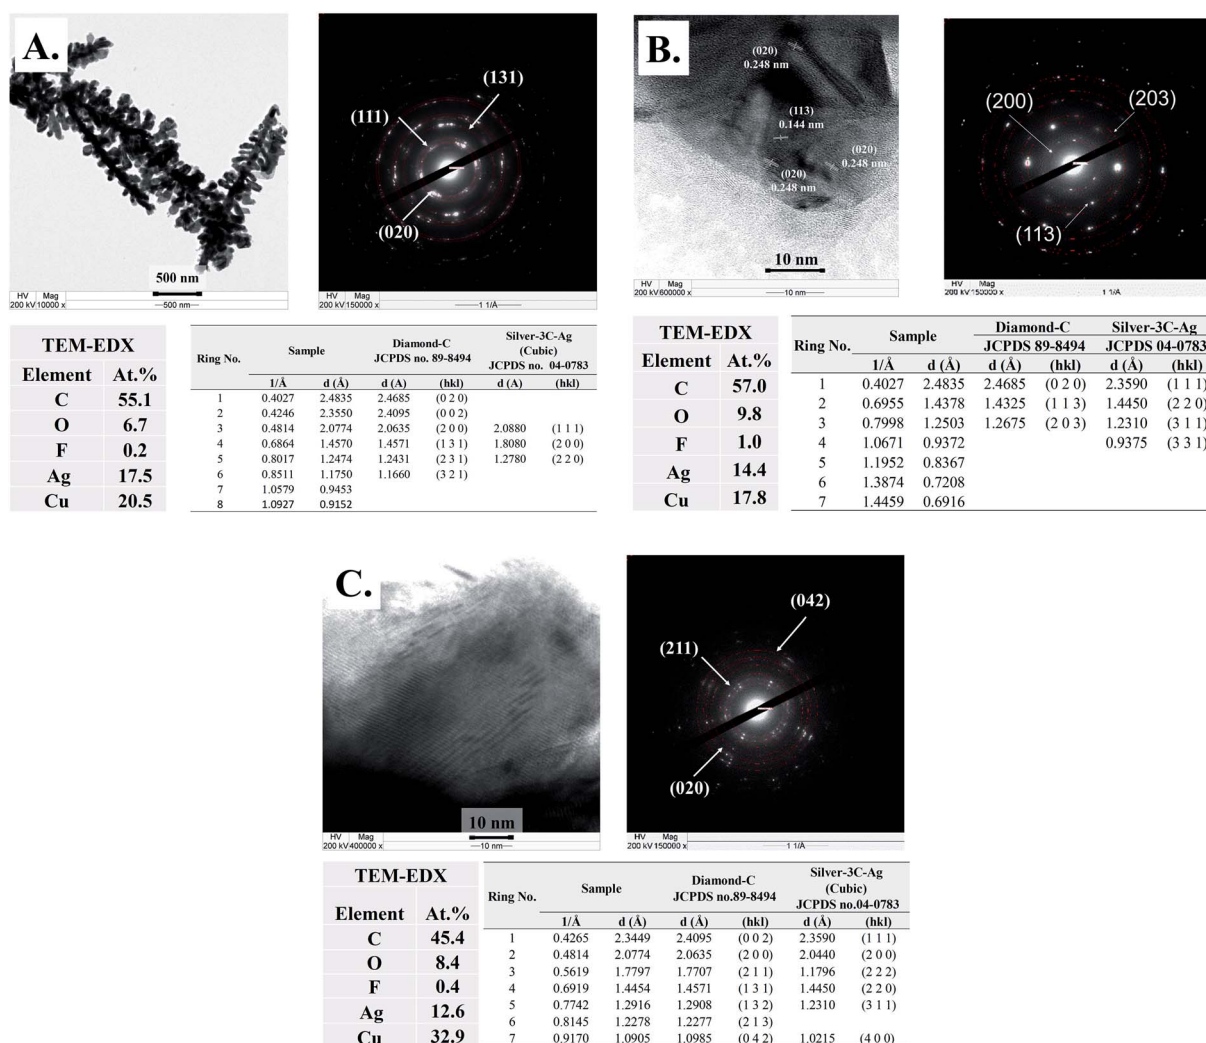 A.
500 nm
HV Mag
200 kV 10000 x
500 nm
(131)
(111)
(020)
HV Mag
200 kV 150000 x
1 1/Å
TEM-EDX
Element At.%
C 55.1
O 6.7
F 0.2
Ag 17.5
Cu 20.5
Ring No. Sample Diamond-C JCPDS no. 89-8494 Silver-3C-Ag (Cubic) JCPDS no. 04-0783
1/Å d (Å) d (A) (hkl) d (A) (hkl)
1 0.4027 2.4835 2.4685 (0 2 0)
2 0.4246 2.3550 2.4095 (0 0 2)
3 0.4814 2.0774 2.0635 (2 0 0) 2.0880 (1 1 1)
4 0.6864 1.4570 1.4571 (1 3 1) 1.8080 (2 0 0)
5 0.8017 1.2474 1.2431 (2 3 1) 1.2780 (2 2 0)
6 0.8511 1.1750 1.1660 (3 2 1)
7 1.0579 0.9453
8 1.0927 0.9152
B.
(020)
0.248 nm
(113)
0.144 nm
(020)
0.248 nm
(020)
0.248 nm
10 nm
HV Mag
200 kV 600000 x
10 nm
(200)
(203)
(113)
HV Mag
200 kV 150000 x
1 1/Å
TEM-EDX
Element At.%
C 57.0
O 9.8
F 1.0
Ag 14.4
Cu 17.8
Ring No. Sample Diamond-C JCPDS 89-8494 Silver-3C-Ag JCPDS 04-0783
1/Å d (Å) d (Å) (hkl) d (Å) (hkl)
1 0.4027 2.4835 2.4685 (0 2 0) 2.3590 (1 1 1)
2 0.6955 1.4378 1.4325 (1 1 3) 1.4450 (2 2 0)
3 0.7998 1.2503 1.2675 (2 0 3) 1.2310 (3 1 1)
4 1.0671 0.9372 0.9375 (3 3 1)
5 1.1952 0.8367
6 1.3874 0.7208
7 1.4459 0.6916
C.
10 nm
HV Mag
200 kV 400000 x
10 nm
(042)
(211)
(020)
HV Mag
200 kV 150000 x
1 1/Å
TEM-EDX
Element At.%
C 45.4
O 8.4
F 0.4
Ag 12.6
Cu 32.9
Ring No. Sample Diamond-C JCPDS no.89-8494 Silver-3C-Ag (Cubic) JCPDS no.04-0783
1/Å d (Å) d (Å) (hkl) d (Å) (hkl)
1 0.4265 2.3449 2.4095 (0 0 2) 2.3590 (1 1 1)
2 0.4814 2.0774 2.0635 (2 0 0) 2.0440 (2 0 0)
3 0.5619 1.7797 1.7707 (2 1 1) 1.1796 (2 2 2)
4 0.6919 1.4454 1.4571 (1 3 1) 1.4450 (2 2 0)
5 0.7742 1.2916 1.2908 (1 3 2) 1.2310 (3 1 1)
6 0.8145 1.2278 1.2277 (2 1 3)
7 0.9170 1.0905 1.0985 (0 4 2) 1.0215 (4 0 0)